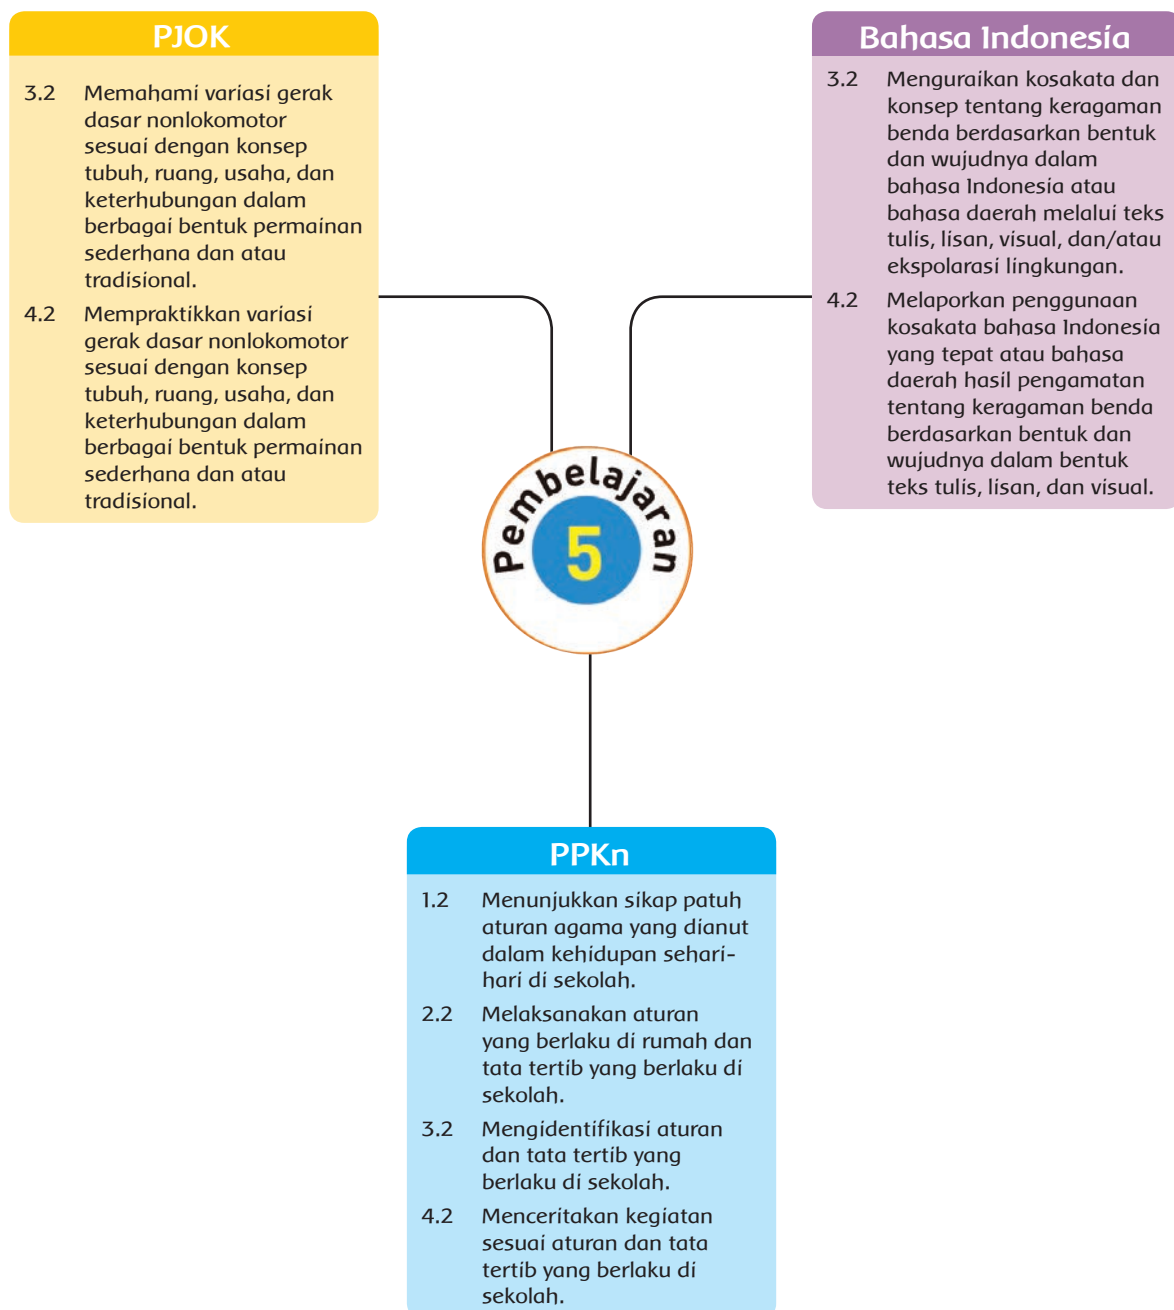 PJOK
3.2 Memahami variasi gerak
dasar nonlokomotor
sesuai dengan konsep
tubuh, ruang, usaha, dan
keterhubungan dalam
berbagai bentuk permainan
sederhana dan atau
tradisional.
4.2 Mempraktikkan variasi
gerak dasar nonlokomotor
sesuai dengan konsep
tubuh, ruang, usaha, dan
keterhubungan dalam
berbagai bentuk permainan
sederhana dan atau
tradisional.
Bahasa Indonesia
3.2 Menguraikan kosakata dan
konsep tentang keragaman
benda berdasarkan bentuk
dan wujudnya dalam
bahasa Indonesia atau
bahasa daerah melalui teks
tulis, lisan, visual, dan/atau
ekspolarasi lingkungan.
4.2 Melaporkan penggunaan
kosakata bahasa Indonesia
yang tepat atau bahasa
daerah hasil pengamatan
tentang keragaman benda
berdasarkan bentuk dan
wujudnya dalam bentuk
teks tulis, lisan, dan visual.
Pembelajaran
5
PPKn
1.2 Menunjukkan sikap patuh
aturan agama yang dianut
dalam kehidupan sehari-
hari di sekolah.
2.2 Melaksanakan aturan
yang berlaku di rumah dan
tata tertib yang berlaku di
sekolah.
3.2 Mengidentifikasi aturan
dan tata tertib yang
berlaku di sekolah.
4.2 Menceritakan kegiatan
sesuai aturan dan tata
tertib yang berlaku di
sekolah.